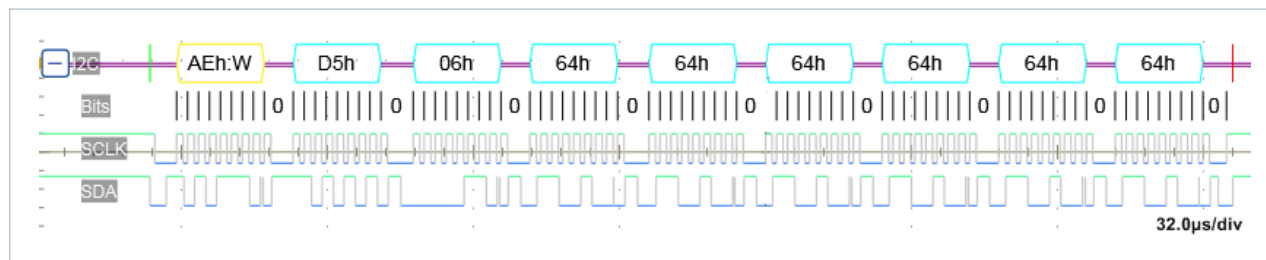 I2C AEh:W D5h 06h 64h 64h 64h 64h 64h 64h
Bits 0 0 0 0 0 0 0 0 0
SCLK
SDA
32.0µs/div